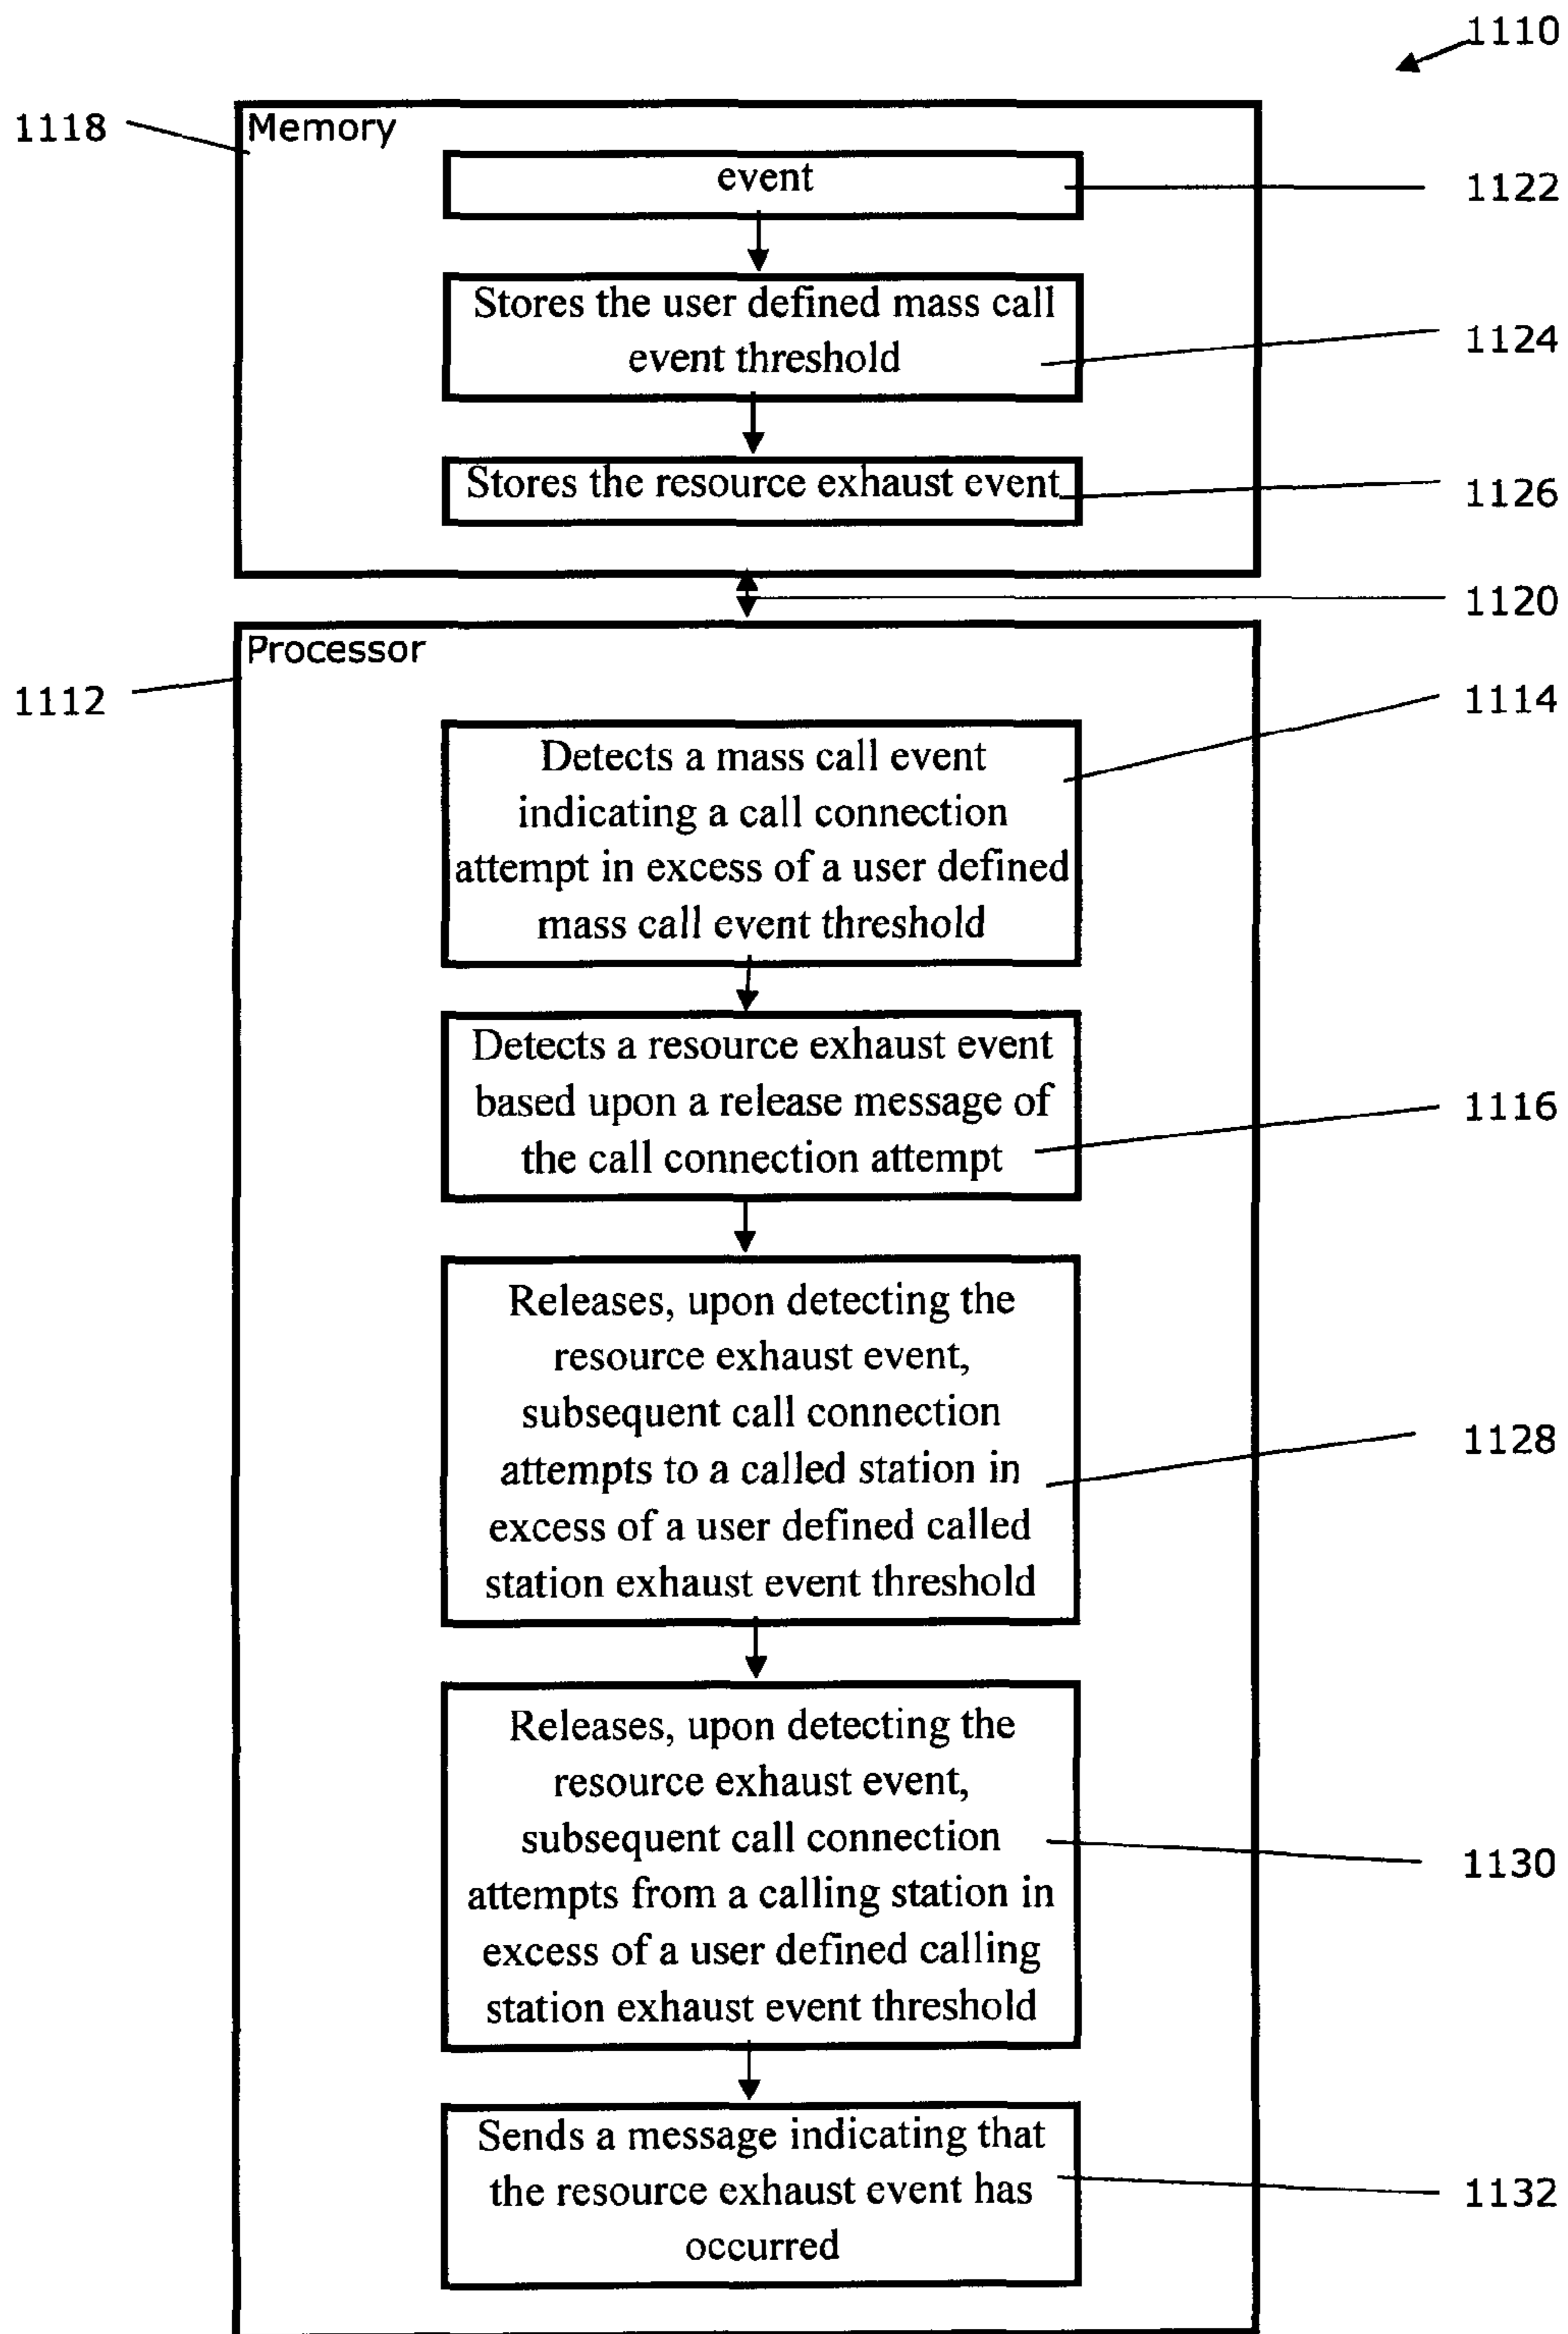 1110
Memory
1118
event
1122
Stores the user defined mass call
event threshold
1124
Stores the resource exhaust event
1126
1120
Processor
1112
1114
Detects a mass call event
indicating a call connection
attempt in excess of a user defined
mass call event threshold
Detects a resource exhaust event
based upon a release message of
the call connection attempt
1116
Releases, upon detecting the
resource exhaust event,
subsequent call connection
attempts to a called station in
excess of a user defined called
station exhaust event threshold
1128
Releases, upon detecting the
resource exhaust event,
subsequent call connection
attempts from a calling station in
excess of a user defined calling
station exhaust event threshold
1130
Sends a message indicating that
the resource exhaust event has
occurred
1132